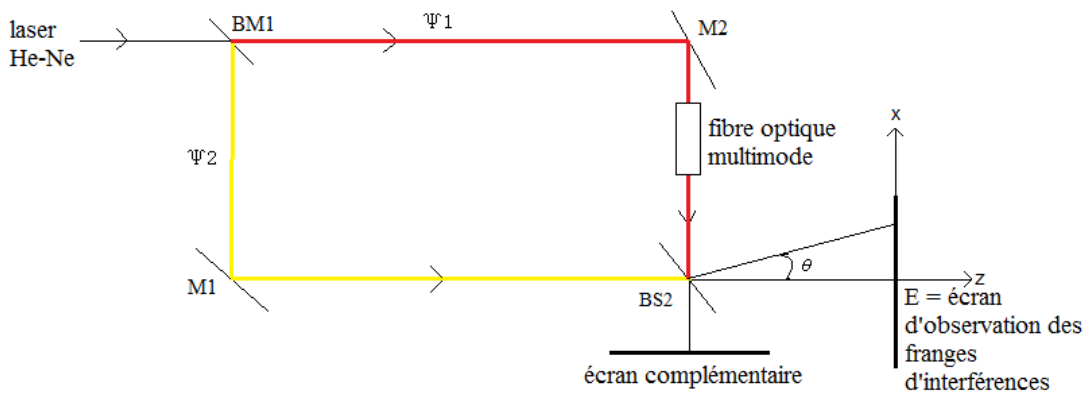 laser
He-Ne
BM1
Ψ1
M2
fibre optique
multimode
x
Ψ2
θ
z
M1
BS2
E = écran
d'observation des
franges
d'interférences
écran complémentaire